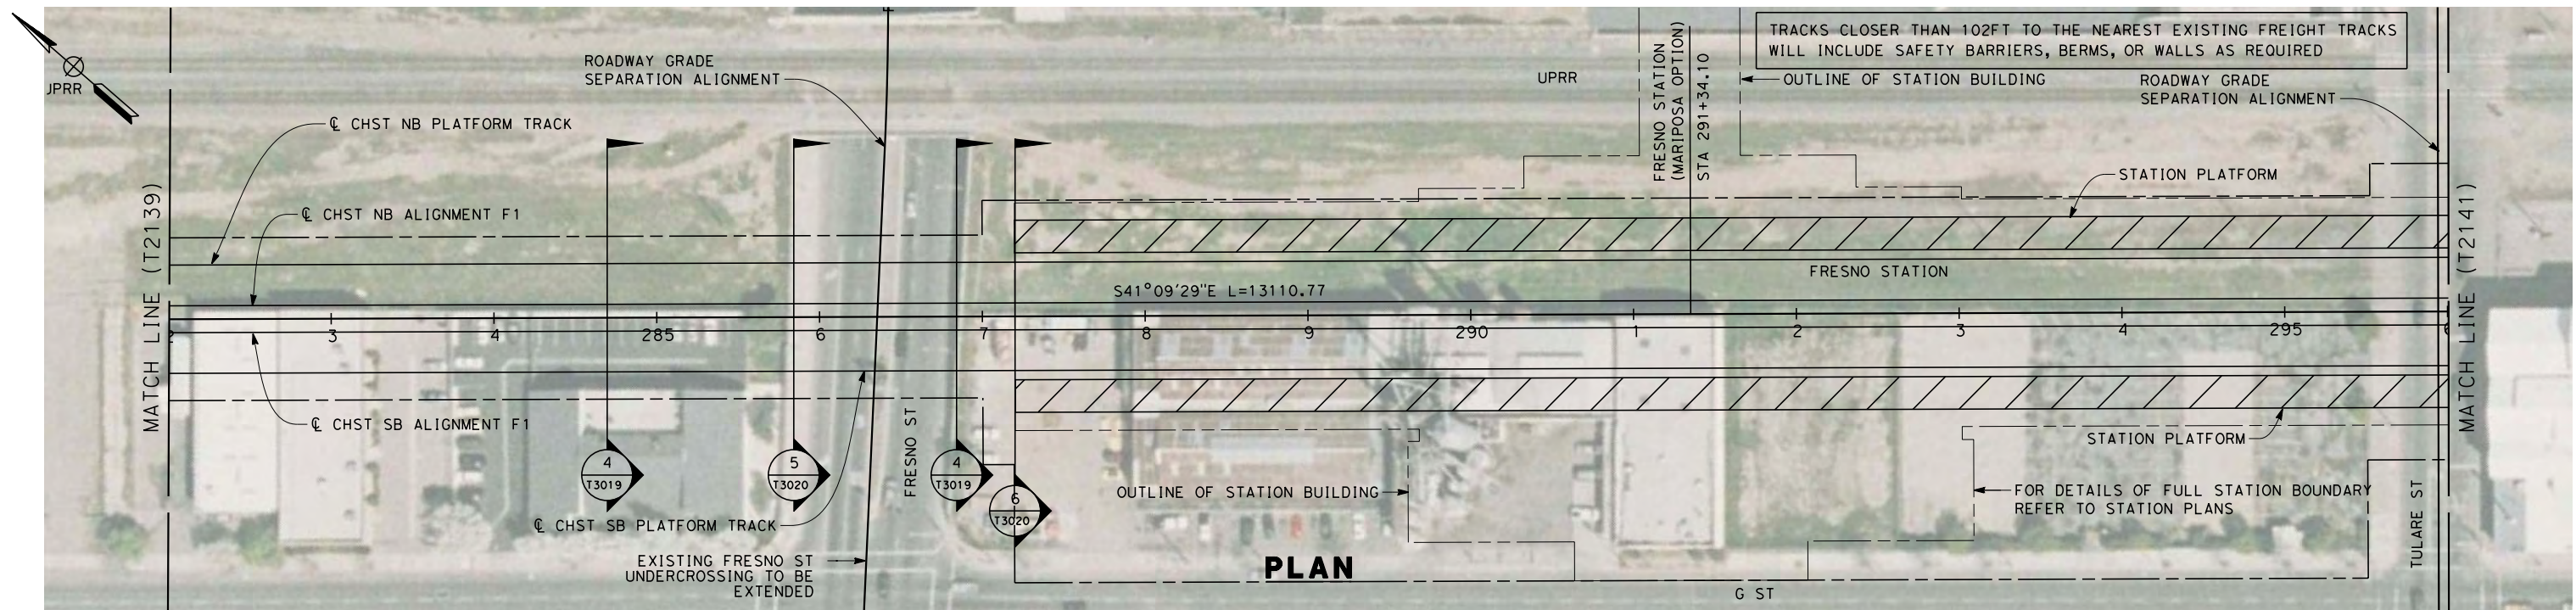 TRACKS CLOSER THAN 102FT TO THE NEAREST EXISTING FREIGHT TRACKS
WILL INCLUDE SAFETY BARRIERS, BERMS, OR WALLS AS REQUIRED
ROADWAY GRADE
SEPARATION ALIGNMENT
UPRR
FRESNO STATION
(MARIPOSA OPTION)
STA 291+34.10
OUTLINE OF STATION BUILDING
ROADWAY GRADE
SEPARATION ALIGNMENT
JPRR
℄ CHST NB PLATFORM TRACK
STATION PLATFORM
℄ CHST NB ALIGNMENT F1
MATCH LINE (T2139)
MATCH LINE (T2141)
FRESNO STATION
S41°09'29"E L=13110.77
2 3 4 285 6 7 8 9 290 1 2 3 4 295 6
℄ CHST SB ALIGNMENT F1
STATION PLATFORM
FRESNO ST
4
T3019
5
T3020
4
T3019
6
T3020
OUTLINE OF STATION BUILDING
FOR DETAILS OF FULL STATION BOUNDARY
REFER TO STATION PLANS
TULARE ST
℄ CHST SB PLATFORM TRACK
EXISTING FRESNO ST
UNDERCROSSING TO BE
EXTENDED
PLAN
G ST